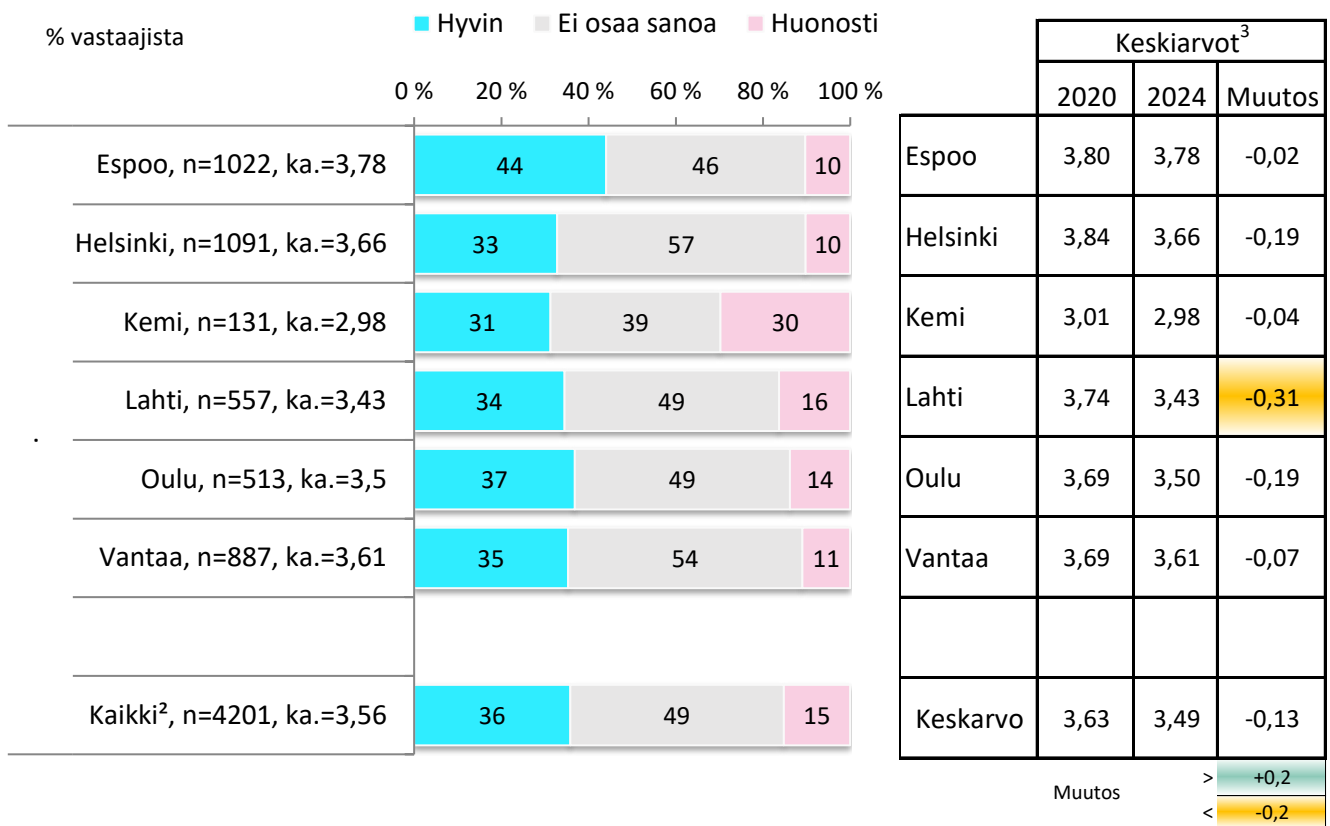 % vastaajista
Hyvin Ei osaa sanoa Huonosti
0 % 20 % 40 % 60 % 80 % 100 %
Espoo, n=1022, ka.=3,78 44 46 10
Helsinki, n=1091, ka.=3,66 33 57 10
Kemi, n=131, ka.=2,98 31 39 30
Lahti, n=557, ka.=3,43 34 49 16
.
Oulu, n=513, ka.=3,5 37 49 14
Vantaa, n=887, ka.=3,61 35 54 11
Kaikki², n=4201, ka.=3,56 36 49 15
Keskiarvot³
2020 2024 Muutos
Espoo 3,80 3,78 -0,02
Helsinki 3,84 3,66 -0,19
Kemi 3,01 2,98 -0,04
Lahti 3,74 3,43 -0,31
Oulu 3,69 3,50 -0,19
Vantaa 3,69 3,61 -0,07
Keskarvo 3,63 3,49 -0,13
Muutos
> +0,2
< -0,2